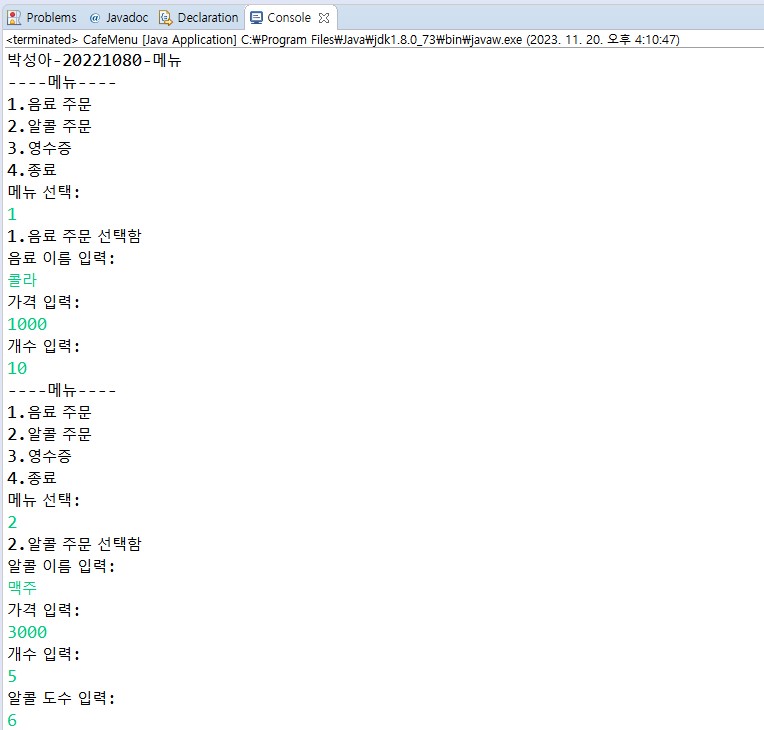 Problems @ Javadoc Declaration Console
<terminated> CafeMenu [Java Application] C:₩Program Files₩Java₩jdk1.8.0_73₩bin₩javaw.exe (2023. 11. 20. 오후 4:10:47)
박성아-20221080-메뉴
----메뉴----
1.음료 주문
2.알콜 주문
3.영수증
4.종료
메뉴 선택:
1
1.음료 주문 선택함
음료 이름 입력:
콜라
가격 입력:
1000
개수 입력:
10
----메뉴----
1.음료 주문
2.알콜 주문
3.영수증
4.종료
메뉴 선택:
2
2.알콜 주문 선택함
알콜 이름 입력:
맥주
가격 입력:
3000
개수 입력:
5
알콜 도수 입력:
6